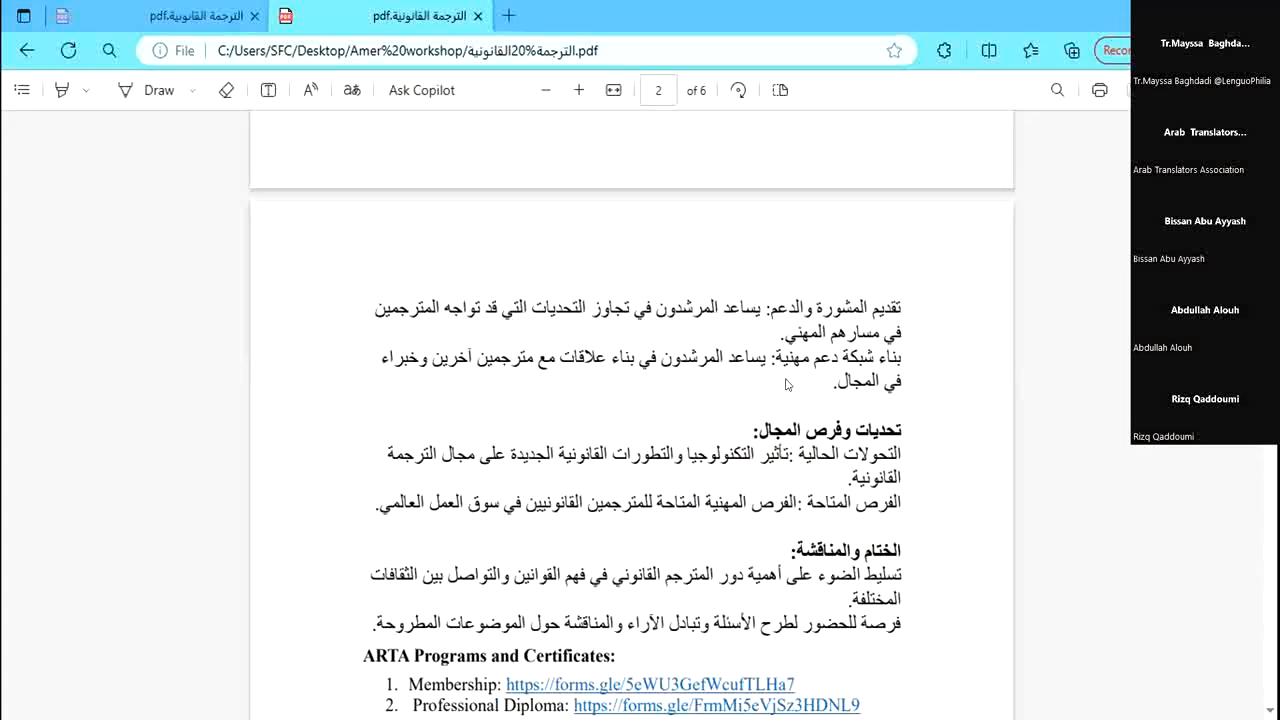 الترجمة القانونية.pdf
الترجمة القانونية.pdf
File
C:/Users/SFC/Desktop/Amer%20workshop/الترجمة%20القانونية.pdf
Draw
Ask Copilot
2 of 6
تقديم المشورة والدعم: يساعد المرشدون في تجاوز التحديات التي قد تواجه المترجمين
في مسارهم المهني.
بناء شبكة دعم مهنية: يساعد المرشدون في بناء علاقات مع مترجمين آخرين وخبراء
في المجال.
تحديات وفرص المجال:
التحولات الحالية :تأثير التكنولوجيا والتطورات القانونية الجديدة على مجال الترجمة
القانونية.
الفرص المتاحة :الفرص المهنية المتاحة للمترجمين القانونيين في سوق العمل العالمي.
الختام والمناقشة:
تسليط الضوء على أهمية دور المترجم القانوني في فهم القوانين والتواصل بين الثقافات
المختلفة.
فرصة للحضور لطرح الأسئلة وتبادل الآراء والمناقشة حول الموضوعات المطروحة.
ARTA Programs and Certificates:
1. Membership: https://forms.gle/5eWU3GefWcufTLHa7
2. Professional Diploma: https://forms.gle/FrmMi5eVjSz3HDNL9
Tr.Mayssa Baghda...
Tr.Mayssa Baghdadi @LenguoPhilia
Arab Translators...
Arab Translators Association
Bissan Abu Ayyash
Bissan Abu Ayyash
Abdullah Alouh
Abdullah Alouh
Rizq Qaddoumi
Rizq Qaddoumi